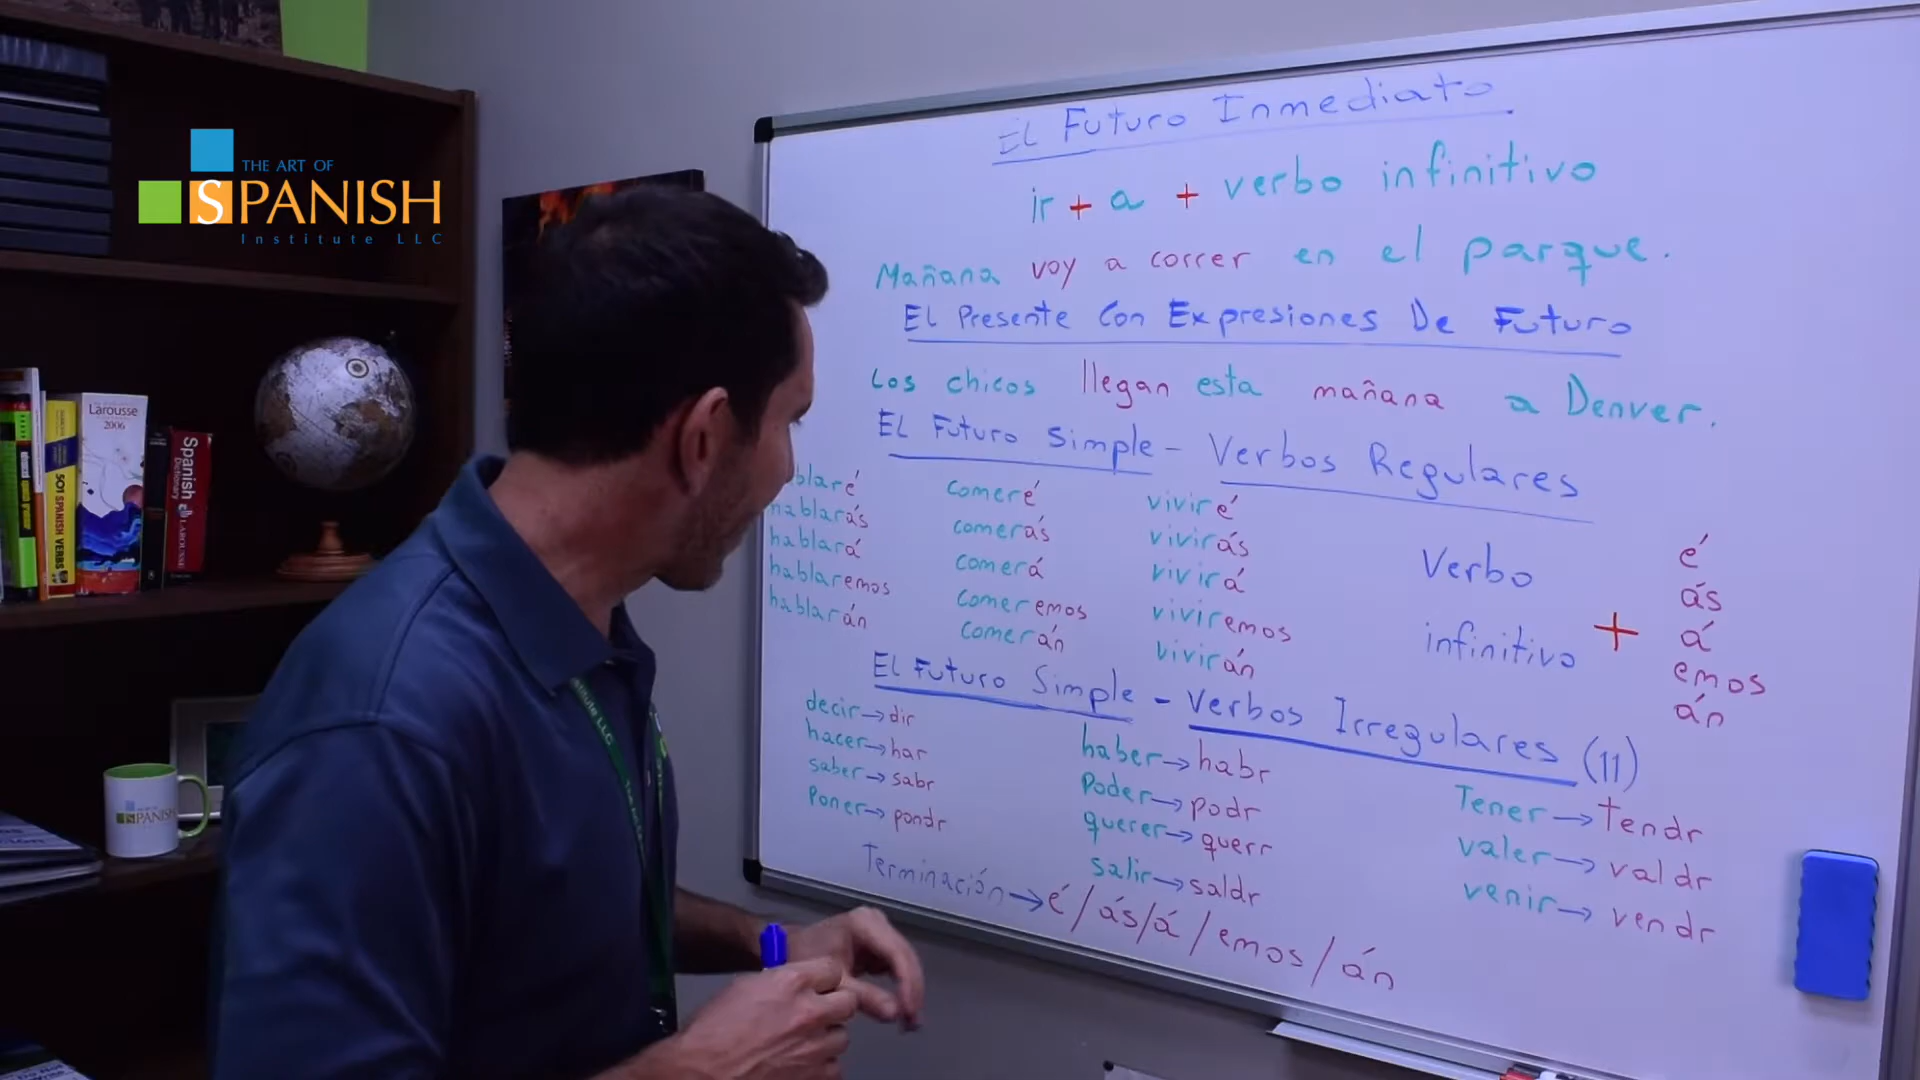 THE ART OF
SPANISH
Institute LLC
Larousse
2006
501 SPANISH VERBS
Spanish
Dictionary
LAROUSSE
SPANISH
El Futuro Inmediato
ir + a + verbo infinitivo
Mañana voy a correr en el parque.
El Presente Con Expresiones De Futuro
Los chicos llegan esta mañana a Denver.
El Futuro Simple - Verbos Regulares
blaré comeré viviré
hablarás comerás vivirás
hablará comerá vivirá
hablaremos comeremos viviremos
hablarán comerán vivirán
Verbo
infinitivo +
é
ás
á
emos
án
El Futuro Simple - Verbos Irregulares (11)
decir→dir
hacer→har
saber→sabr
poner→pondr
haber→habr
Poder→podr
querer→querr
salir→saldr
Tener→tendr
valer→valdr
venir→vendr
Terminación→é/ás/á/emos/án